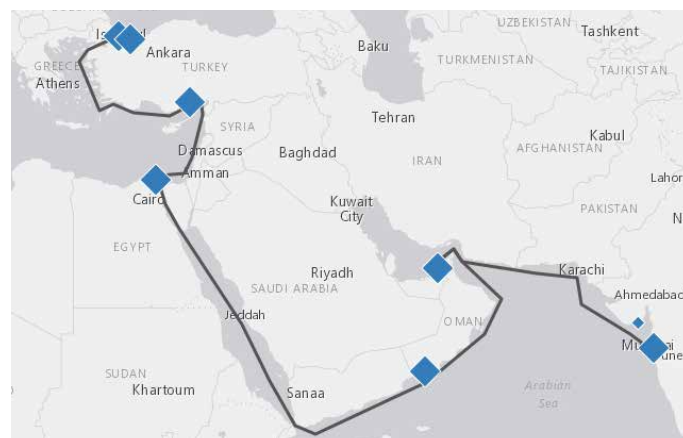 UZBEKISTAN
Tashkent
Baku
Ankara
GREECE
TURKEY
TURKMENISTAN
TAJIKISTAN
Athens
Tehran
Kabul
SYRIA
AFGHANISTAN
Damascus
Baghdad
IRAN
Amman
Lahor
Cairo
Kuwait
City
PAKISTAN
N
EGYPT
Riyadh
Karachi
SAUDI ARABIA
Ahmedabad
Jeddah
OMAN
SUDAN
Khartoum
Sanaa
Arabian
Sea